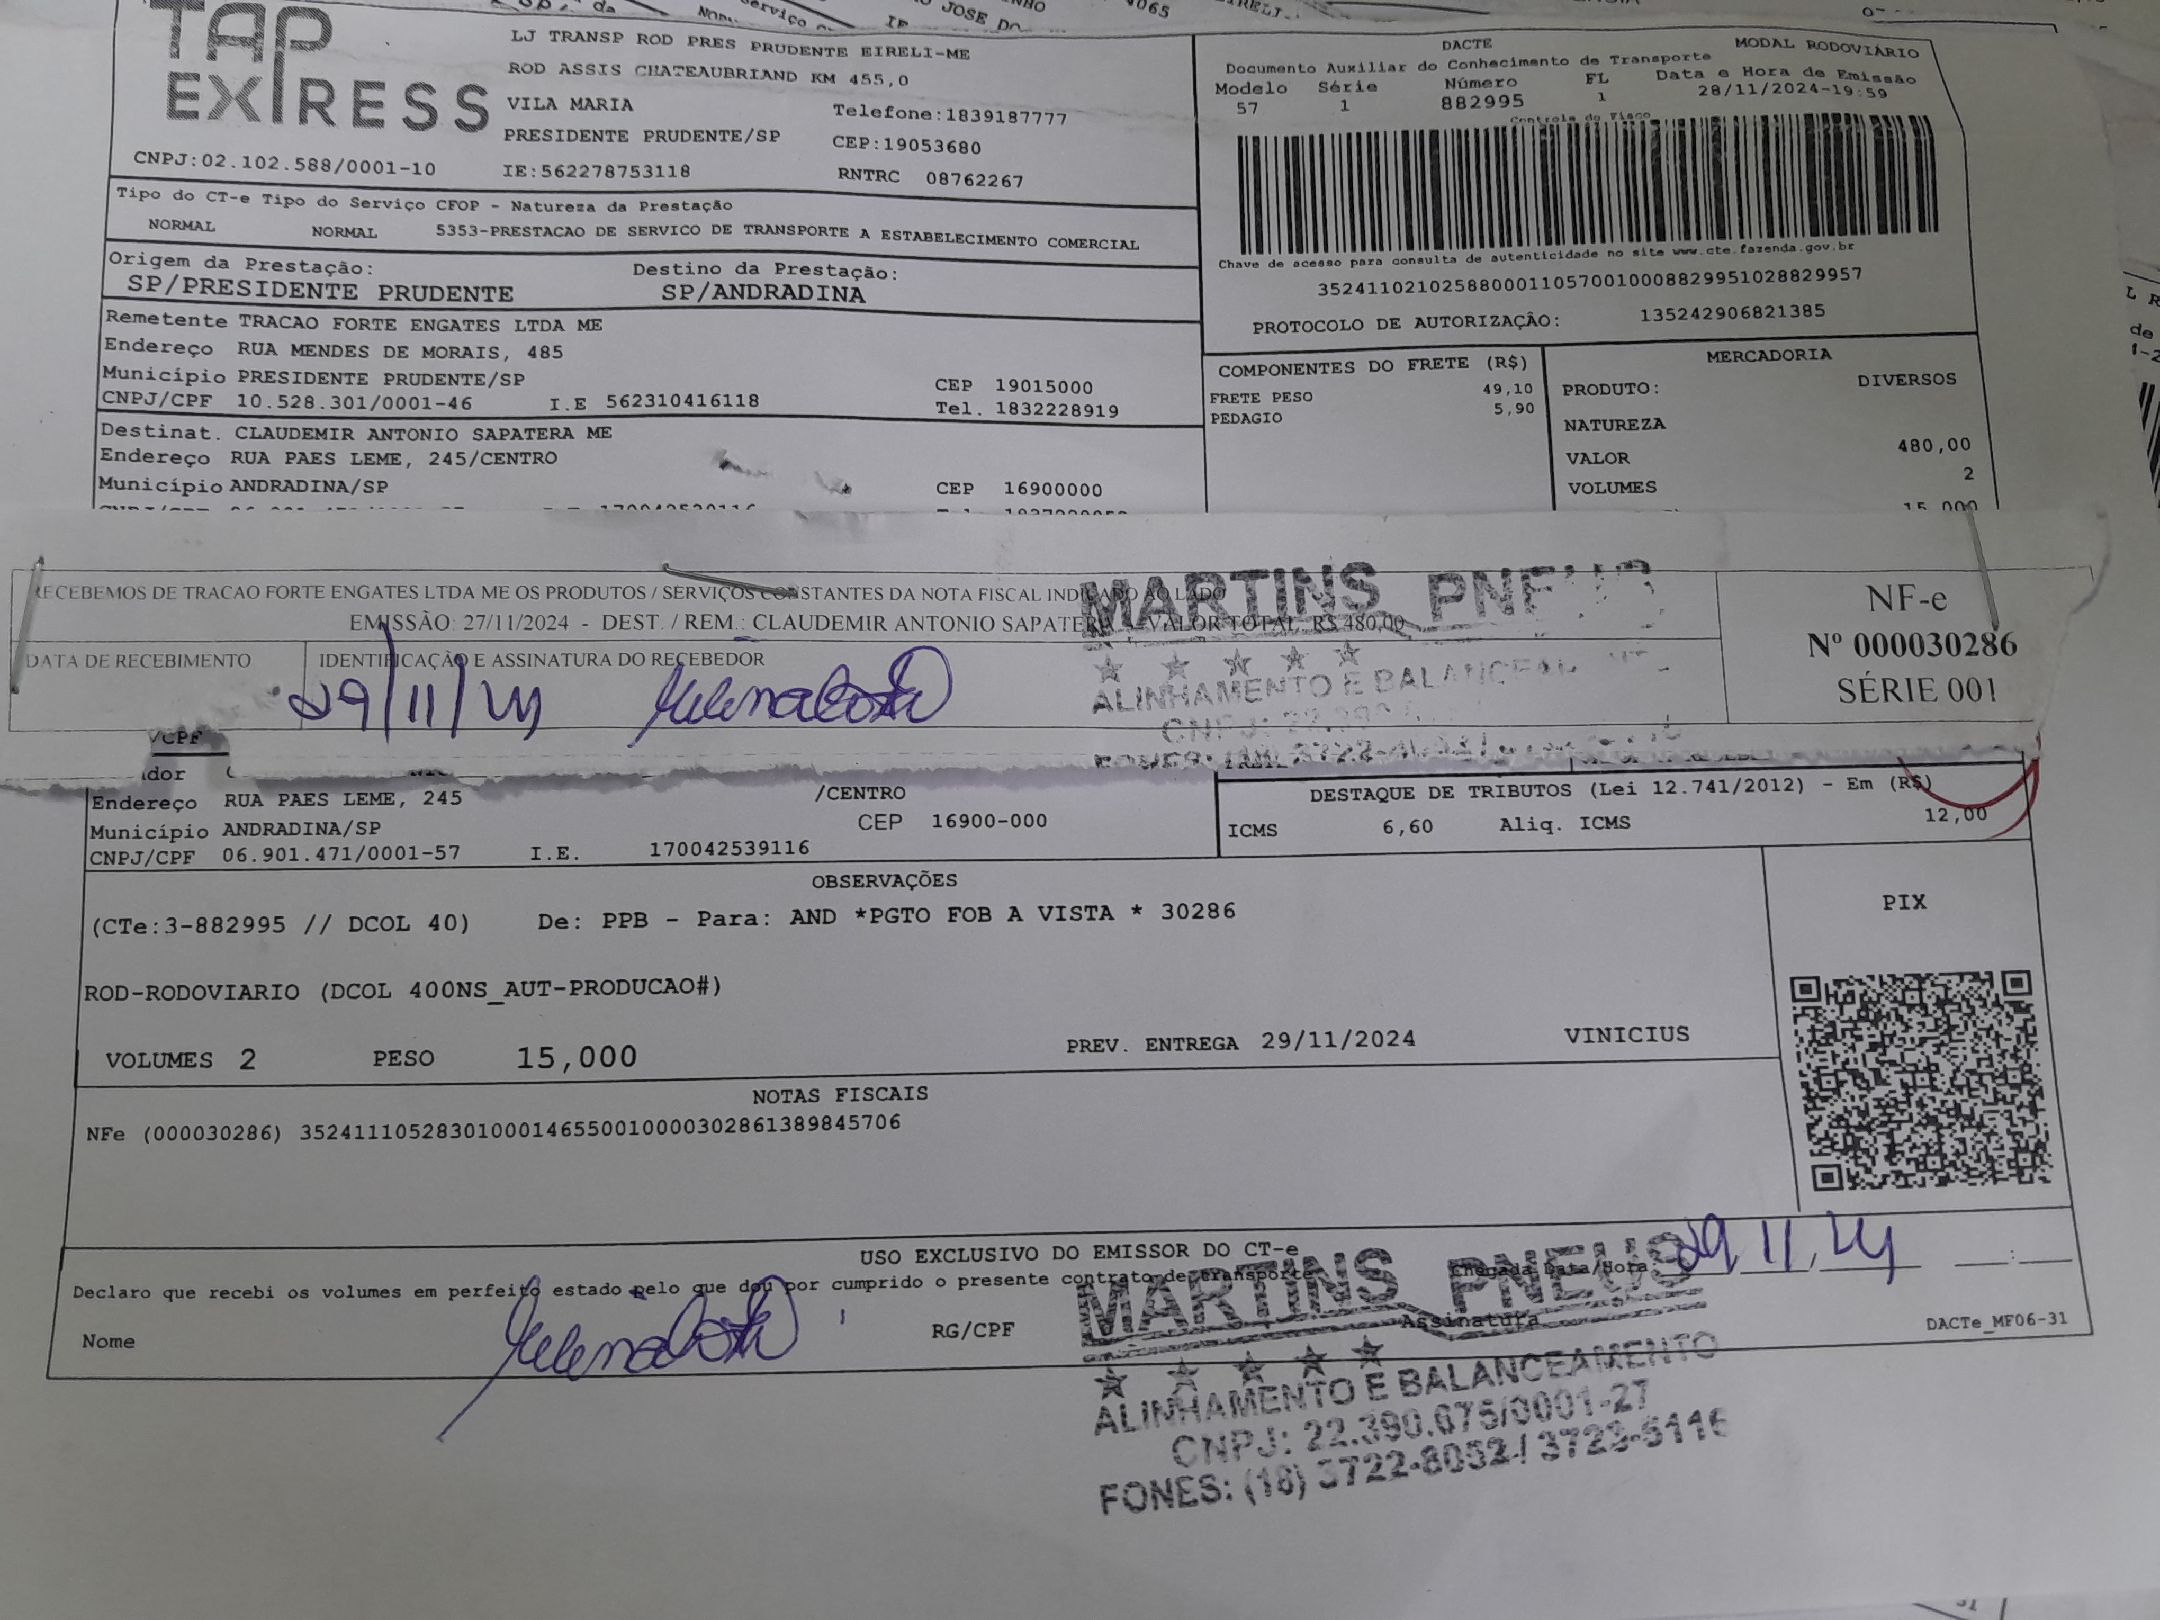 TAP
EXPRESS
LJ TRANSP ROD PRES PRUDENTE EIRELI-ME
ROD ASSIS CHATEAUBRIAND KM 455,0
VILA MARIA Telefone:1839187777
PRESIDENTE PRUDENTE/SP CEP:19053680
CNPJ:02.102.588/0001-10 IE:562278753118 RNTRC 08762267
DACTE MODAL RODOVIÁRIO
Documento Auxiliar do Conhecimento de Transporte
Modelo Série Número FL Data e Hora de Emissão
57 1 882995 1 28/11/2024-19:59
Controle do Fisco
Chave de acesso para consulta de autenticidade no site www.cte.fazenda.gov.br
35241102102588000110570010008829951028829957
PROTOCOLO DE AUTORIZAÇÃO: 135242906821385
Tipo do CT-e Tipo do Serviço CFOP - Natureza da Prestação
NORMAL NORMAL 5353-PRESTACAO DE SERVICO DE TRANSPORTE A ESTABELECIMENTO COMERCIAL
Origem da Prestação: Destino da Prestação:
SP/PRESIDENTE PRUDENTE SP/ANDRADINA
Remetente TRACAO FORTE ENGATES LTDA ME
Endereço RUA MENDES DE MORAIS, 485
Município PRESIDENTE PRUDENTE/SP CEP 19015000
CNPJ/CPF 10.528.301/0001-46 I.E 562310416118 Tel. 1832228919
Destinat. CLAUDEMIR ANTONIO SAPATERA ME
Endereço RUA PAES LEME, 245/CENTRO
Município ANDRADINA/SP CEP 16900000
COMPONENTES DO FRETE (R$)
FRETE PESO 49,10
PEDAGIO 5,90
MERCADORIA
PRODUTO: DIVERSOS
NATUREZA
VALOR 480,00
VOLUMES 2
15,000
RECEBEMOS DE TRACAO FORTE ENGATES LTDA ME OS PRODUTOS / SERVIÇOS CONSTANTES DA NOTA FISCAL INDICADO AO LADO
EMISSÃO: 27/11/2024 - DEST. / REM.: CLAUDEMIR ANTONIO SAPATERA VALOR TOTAL: R$ 480,00
DATA DE RECEBIMENTO IDENTIFICAÇÃO E ASSINATURA DO RECEBEDOR
29/11/24
NF-e
Nº 000030286
SÉRIE 001
MARTINS PNEUS
ALINHAMENTO E BALANCEAMENTO
/CPF
Endereço RUA PAES LEME, 245 /CENTRO
Município ANDRADINA/SP CEP 16900-000
CNPJ/CPF 06.901.471/0001-57 I.E. 170042539116
DESTAQUE DE TRIBUTOS (Lei 12.741/2012) - Em (R$)
ICMS 6,60 Aliq. ICMS 12,00
OBSERVAÇÕES
(CTe:3-882995 // DCOL 40) De: PPB - Para: AND *PGTO FOB A VISTA * 30286
ROD-RODOVIARIO (DCOL 400NS_AUT-PRODUCAO#)
VOLUMES 2 PESO 15,000 PREV. ENTREGA 29/11/2024 VINICIUS
PIX
NOTAS FISCAIS
NFe (000030286) 35241110528301000146550010000302861389845706
USO EXCLUSIVO DO EMISSOR DO CT-e
Declaro que recebi os volumes em perfeito estado pelo que dou por cumprido o presente contrato de transporte
Chegada Data/Hora 29 11 24
Nome RG/CPF Assinatura
DACTe_MF06-31
MARTINS PNEUS
ALINHAMENTO E BALANCEAMENTO
CNPJ: 22.390.675/0001-27
FONES: (18) 3722-8052 / 3723-5116